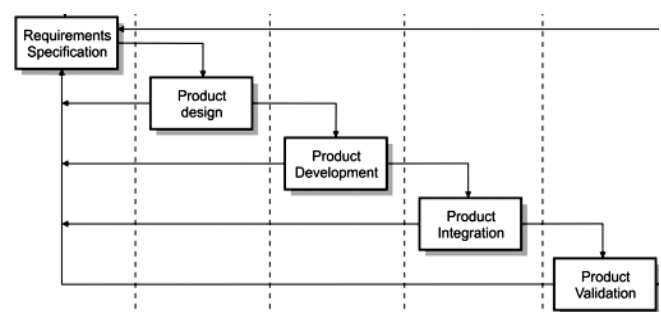 Requirements
Specification
Product
design
Product
Development
Product
Integration
Product
Validation